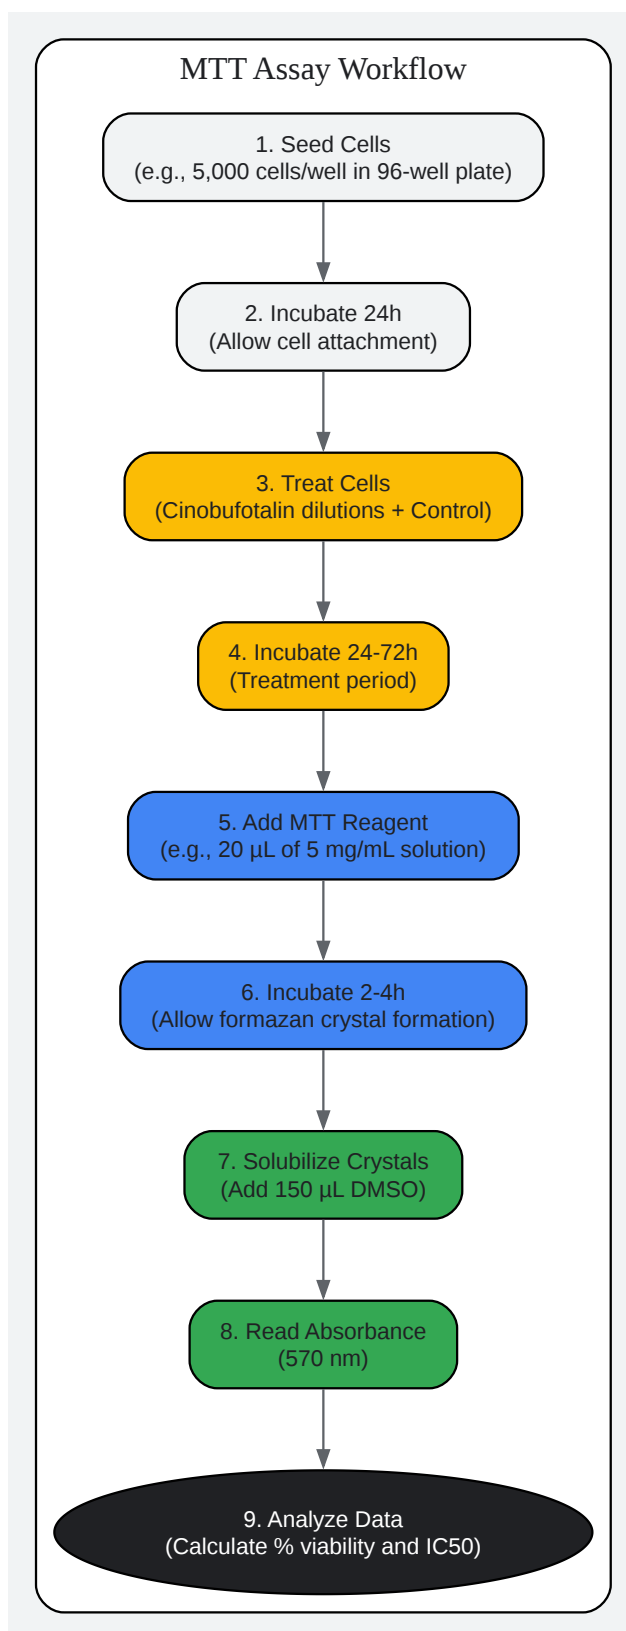 MTT Assay Workflow
1. Seed Cells
(e.g., 5,000 cells/well in 96-well plate)
2. Incubate 24h
(Allow cell attachment)
3. Treat Cells
(Cinobufotalin dilutions + Control)
4. Incubate 24-72h
(Treatment period)
5. Add MTT Reagent
(e.g., 20 µL of 5 mg/mL solution)
6. Incubate 2-4h
(Allow formazan crystal formation)
7. Solubilize Crystals
(Add 150 µL DMSO)
8. Read Absorbance
(570 nm)
9. Analyze Data
(Calculate % viability and IC50)